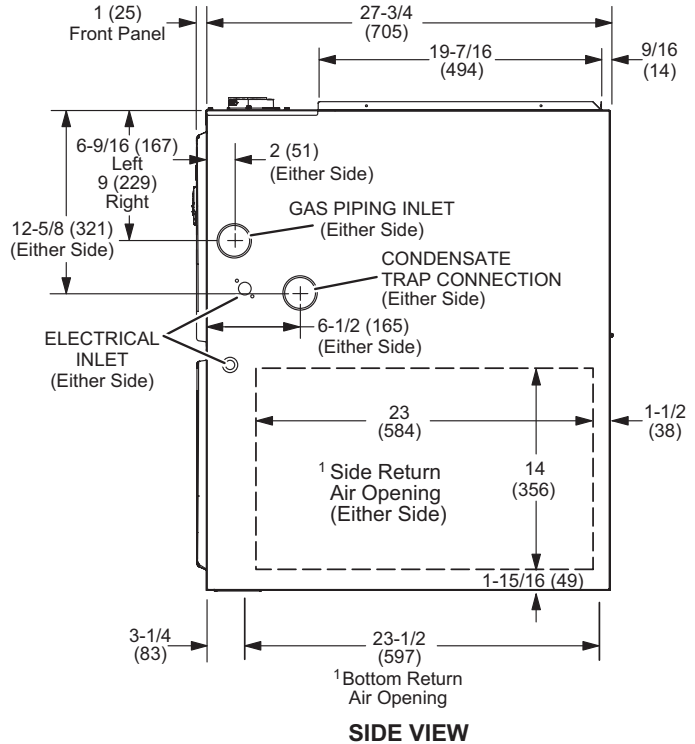 1 (25)
Front Panel
27-3/4
(705)
19-7/16
(494)
9/16
(14)
6-9/16 (167)
Left
9 (229)
Right
2 (51)
(Either Side)
12-5/8 (321)
(Either Side)
GAS PIPING INLET
(Either Side)
CONDENSATE
TRAP CONNECTION
(Either Side)
6-1/2 (165)
(Either Side)
ELECTRICAL
INLET
(Either Side)
23
(584)
1-1/2
(38)
1 Side Return
Air Opening
(Either Side)
14
(356)
1-15/16 (49)
3-1/4
(83)
23-1/2
(597)
1 Bottom Return
Air Opening
SIDE VIEW